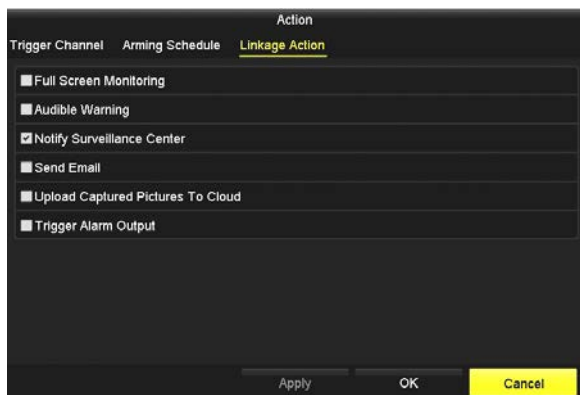 Action
Trigger Channel Arming Schedule Linkage Action
Full Screen Monitoring
Audible Warning
Notify Surveillance Center
Send Email
Upload Captured Pictures To Cloud
Trigger Alarm Output
Apply OK Cancel